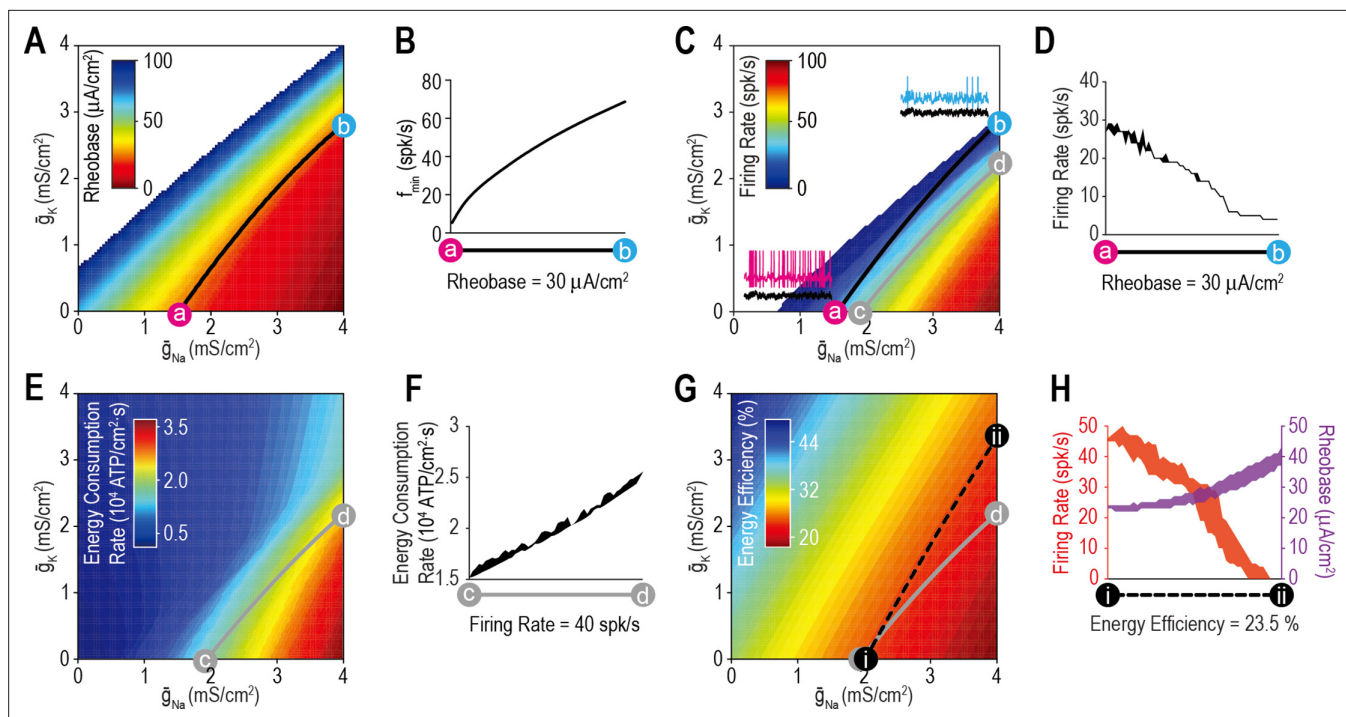 A
Rheobase (μA/cm²)
100
50
0
4
3
2
1
0
ḡK (mS/cm²)
0 1 2 3 4
ḡNa (mS/cm²)
a
b
B
fmin (spk/s)
80
60
40
20
0
a b
Rheobase = 30 μA/cm²
C
Firing Rate (spk/s)
100
50
0
4
3
2
1
0
ḡK (mS/cm²)
0 1 2 3 4
ḡNa (mS/cm²)
a
b
c
d
D
Firing Rate (spk/s)
40
30
20
10
0
a b
Rheobase = 30 μA/cm²
E
Energy Consumption
Rate (10⁴ ATP/cm²·s)
3.5
2.0
0.5
4
3
2
1
0
ḡK (mS/cm²)
0 1 2 3 4
ḡNa (mS/cm²)
c
d
F
Energy Consumption
Rate (10⁴ ATP/cm²·s)
3
2.5
2
1.5
c d
Firing Rate = 40 spk/s
G
Energy Efficiency (%)
44
32
20
4
3
2
1
0
ḡK (mS/cm²)
0 1 2 3 4
ḡNa (mS/cm²)
i
ii
d
H
Firing Rate (spk/s)
50
40
30
20
10
0
Rheobase (μA/cm²)
50
40
30
20
10
0
i ii
Energy Efficiency = 23.5 %